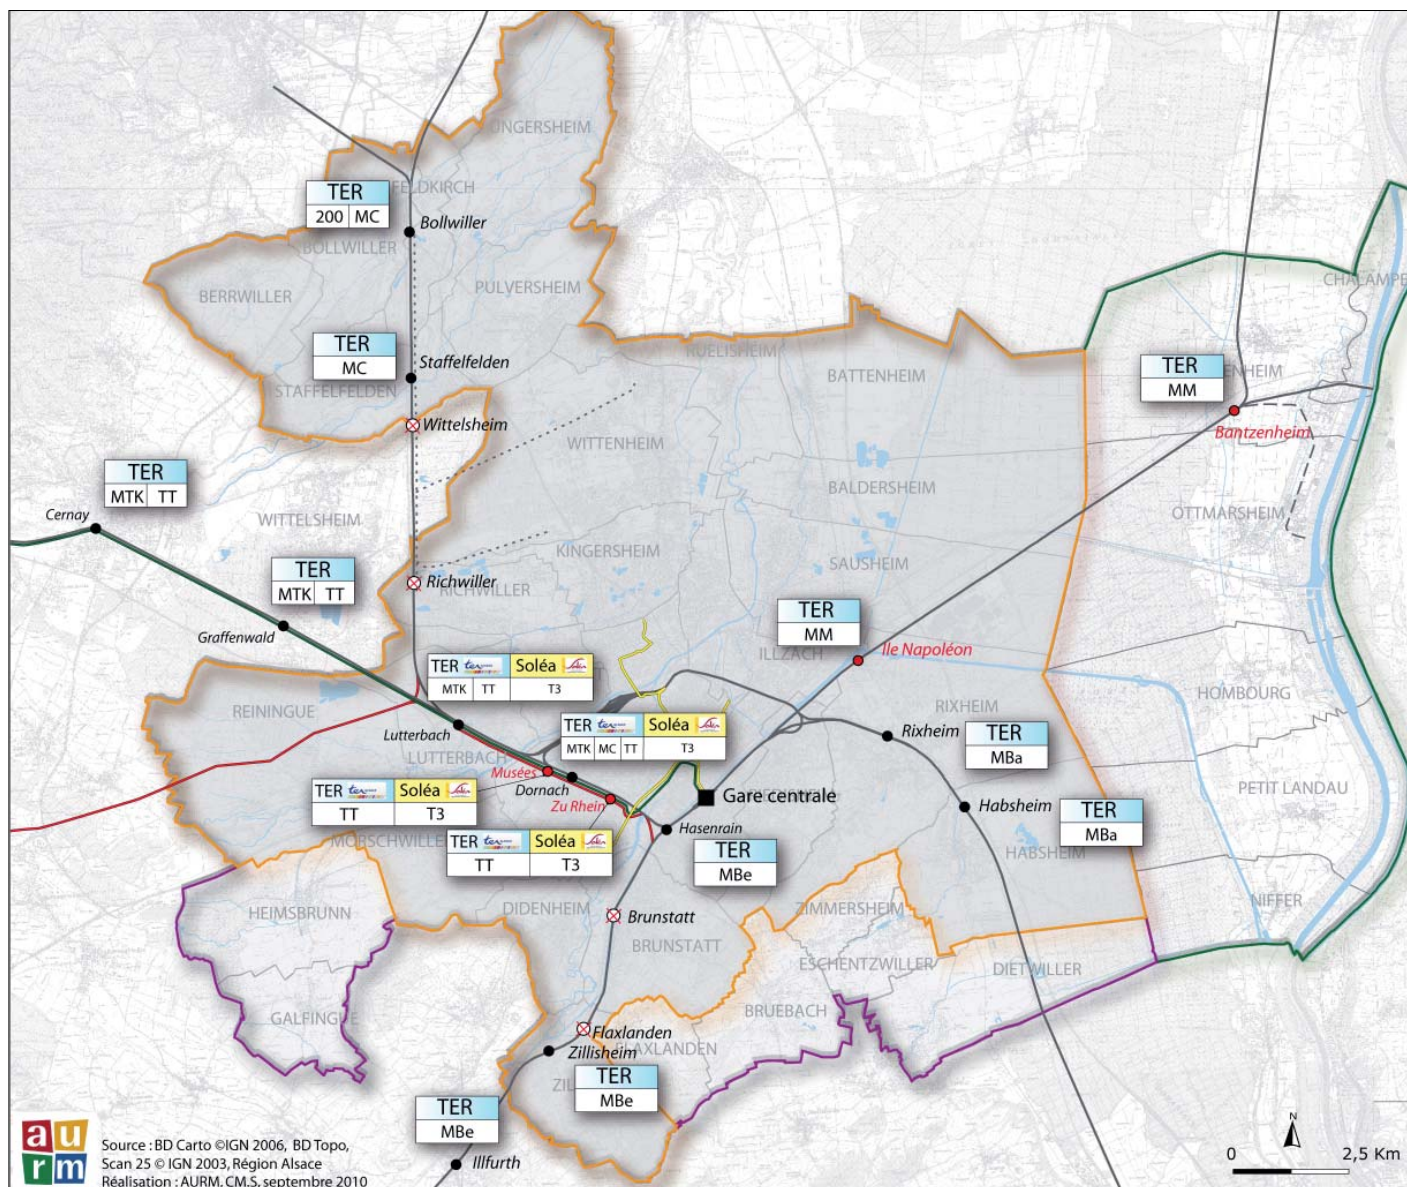 UNGERSHEIM
TER
200 MC
FELDKIRCH
Bollwiller
BOLLWILLER
BERRWILLER
PULVERSHEIM
CHALAMPE
TER
MC
Staffelfelden
STAFFELFELDEN
RUELISHEIM
BATTENHEIM
TER
MM
ENHEIM
Bantzenheim
Wittelsheim
WITTENHEIM
TER
MTK TT
Cernay
WITTELSHEIM
BALDERSHEIM
OTTMARSHEIM
KINGERSHEIM
SAUSHEIM
TER
MTK TT
Richwiller
RICHWILLER
Graffenwald
TER
MM
Ile Napoléon
ILLZACH
TER Soléa
MTK TT T3
HOMBOURG
REININGUE
RIXHEIM
Rixheim
TER
MBa
Lutterbach
LUTTERBACH
TER Soléa
MTK MC TT T3
Musées
Dornach
Zu Rhein
TER Soléa
TT T3
Gare centrale
RIEDISHEIM
PETIT LANDAU
Habsheim
TER
MBa
Hasenrain
MORSCHWILLER
TER Soléa
TT T3
TER
MBe
HABSHEIM
HEIMSBRUNN
DIDENHEIM
Brunstatt
BRUNSTATT
ZIMMERSHEIM
NIFFER
ESCHENTZWILLER
DIETWILLER
GALFINGUE
BRUEBACH
Flaxlanden
FLAXLANDEN
Zillisheim
TER
MBe
TER
MBe
Illfurth
aurm
Source : BD Carto ©IGN 2006, BD Topo,
Scan 25 © IGN 2003, Région Alsace
Réalisation : AURM, CM.S, septembre 2010
N
0 2,5 Km